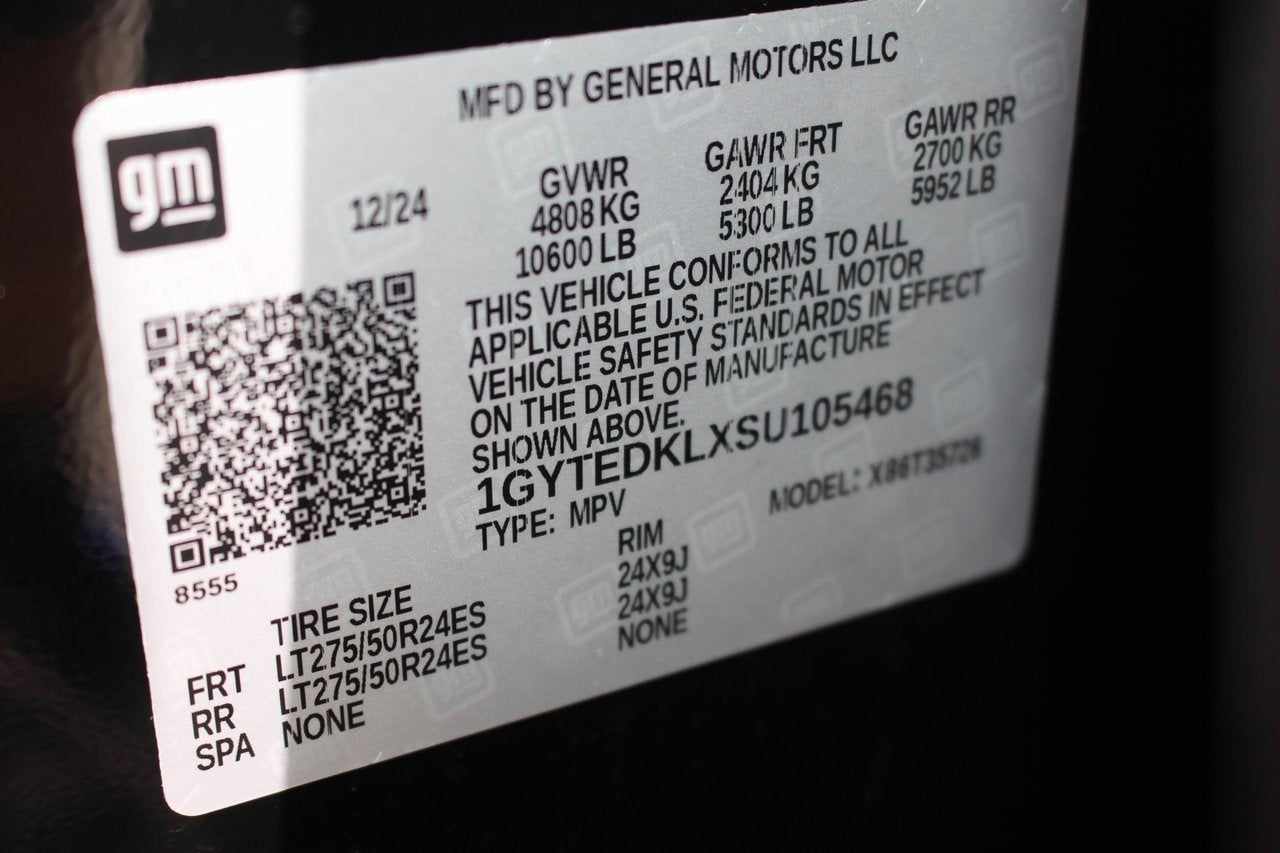 MFD BY GENERAL MOTORS LLC
gm
12/24
GVWR
4808 KG
10600 LB
GAWR FRT
2404 KG
5300 LB
GAWR RR
2700 KG
5952 LB
THIS VEHICLE CONFORMS TO ALL
APPLICABLE U.S. FEDERAL MOTOR
VEHICLE SAFETY STANDARDS IN EFFECT
ON THE DATE OF MANUFACTURE
SHOWN ABOVE.
1GYTEDKLXSU105468
TYPE: MPV
MODEL: X86T35726
8555
TIRE SIZE RIM
FRT LT275/50R24ES 24X9J
RR LT275/50R24ES 24X9J
SPA NONE NONE